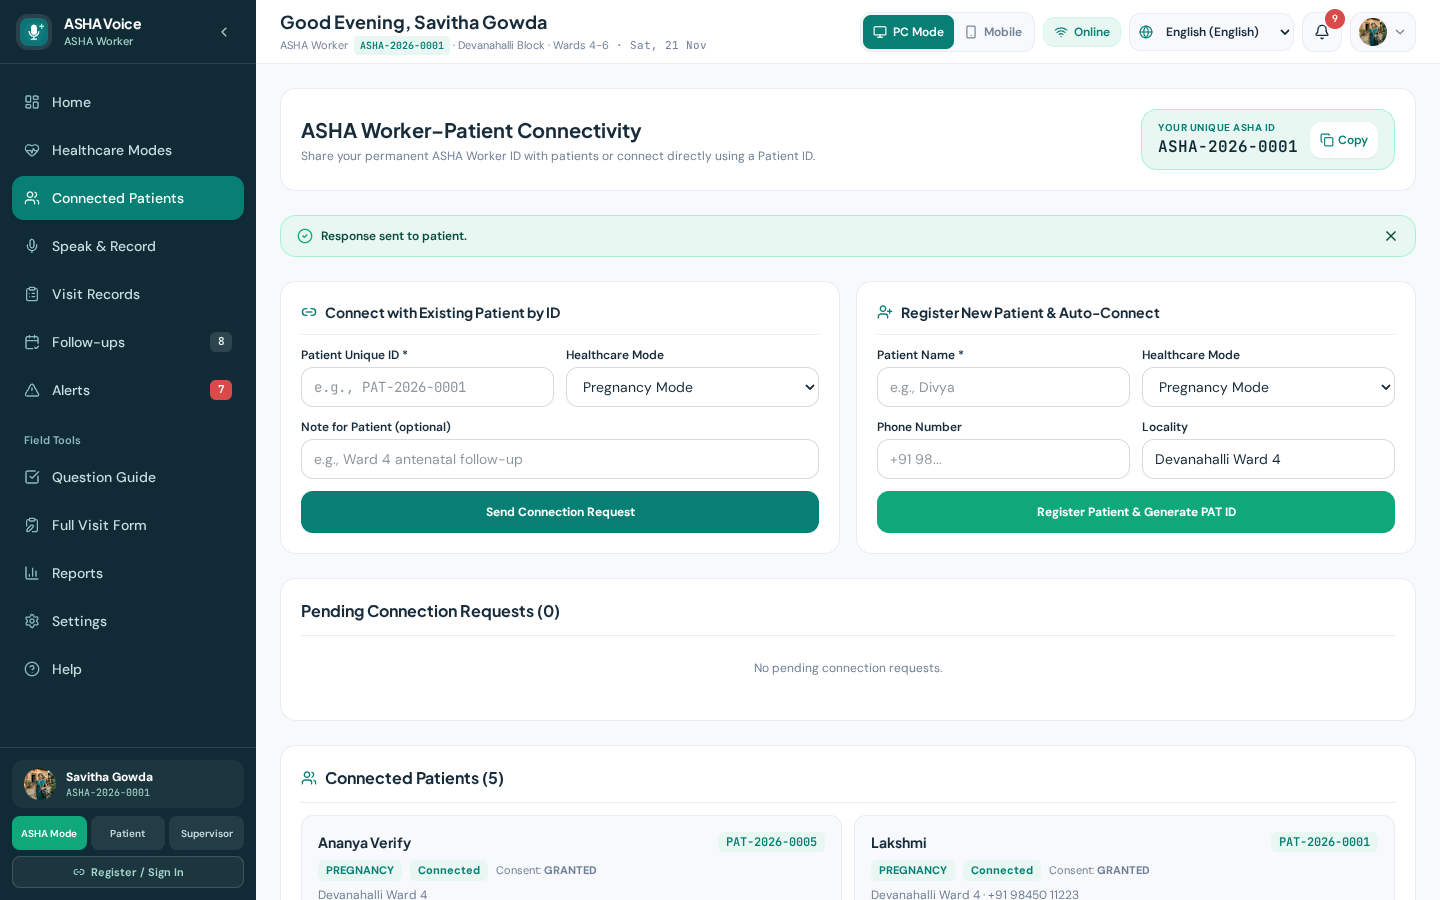 ASHAVoice
ASHA Worker
Home
Healthcare Modes
Connected Patients
Speak & Record
Visit Records
Follow-ups 8
Alerts 7
Field Tools
Question Guide
Full Visit Form
Reports
Settings
Help
Savitha Gowda
ASHA-2026-0001
ASHA Mode Patient Supervisor
Register / Sign In
Good Evening, Savitha Gowda
ASHA Worker ASHA-2026-0001 · Devanahalli Block · Wards 4-6 · Sat, 21 Nov
PC Mode Mobile Online English (English) 9
ASHA Worker–Patient Connectivity
Share your permanent ASHA Worker ID with patients or connect directly using a Patient ID.
YOUR UNIQUE ASHA ID
ASHA-2026-0001 Copy
Response sent to patient.
Connect with Existing Patient by ID
Patient Unique ID * Healthcare Mode
e.g., PAT-2026-0001 Pregnancy Mode
Note for Patient (optional)
e.g., Ward 4 antenatal follow-up
Send Connection Request
Register New Patient & Auto-Connect
Patient Name * Healthcare Mode
e.g., Divya Pregnancy Mode
Phone Number Locality
+91 98... Devanahalli Ward 4
Register Patient & Generate PAT ID
Pending Connection Requests (0)
No pending connection requests.
Connected Patients (5)
Ananya Verify PAT-2026-0005
PREGNANCY Connected Consent: GRANTED
Devanahalli Ward 4
Lakshmi PAT-2026-0001
PREGNANCY Connected Consent: GRANTED
Devanahalli Ward 4 · +91 98450 11223